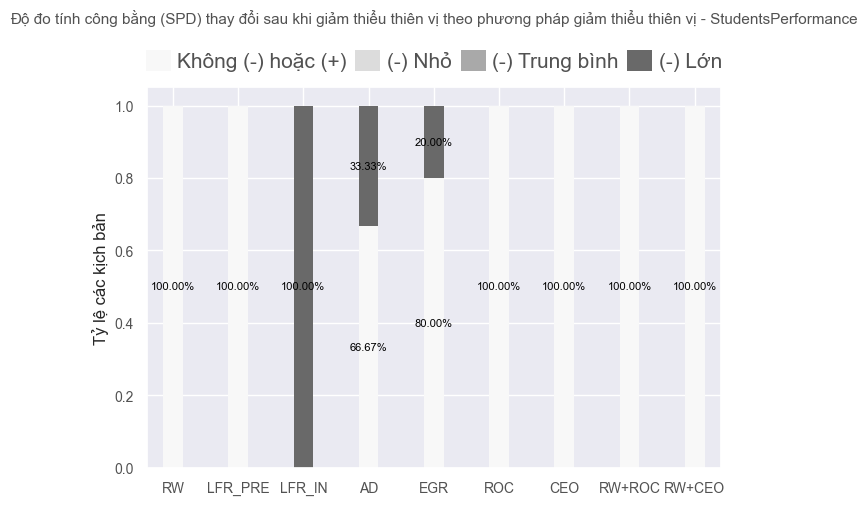 Độ đo tính công bằng (SPD) thay đổi sau khi giảm thiểu thiên vị theo phương pháp giảm thiểu thiên vị - StudentsPerformance
Không (-) hoặc (+) (-) Nhỏ (-) Trung bình (-) Lớn
1.0
0.8
0.6
0.4
0.2
0.0
Tỷ lệ các kịch bản
33.33%
20.00%
100.00% 100.00% 100.00% 100.00% 100.00% 100.00% 100.00%
80.00%
66.67%
RW LFR_PRE LFR_IN AD EGR ROC CEO RW+ROC RW+CEO